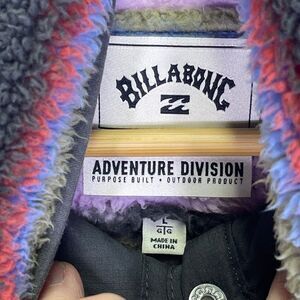 BILLABONG
ADVENTURE DIVISION
PURPOSE BUILT • OUTDOOR PRODUCT
L
G G
MADE IN
CHINA